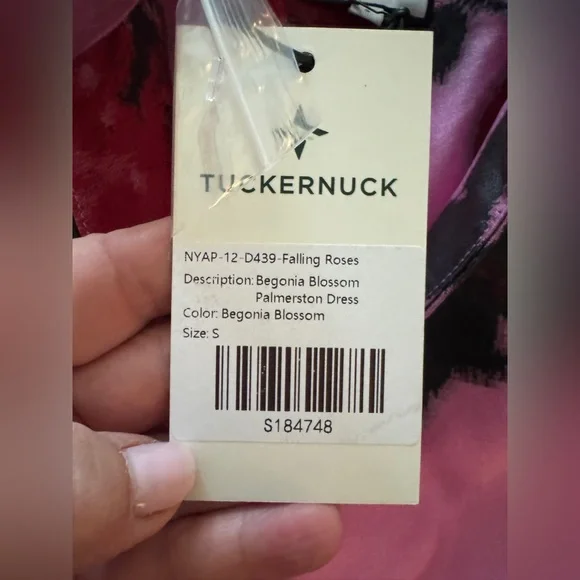 TUCKERNUCK
NYAP-12-D439-Falling Roses
Description: Begonia Blossom
Palmerston Dress
Color: Begonia Blossom
Size: S
S184748